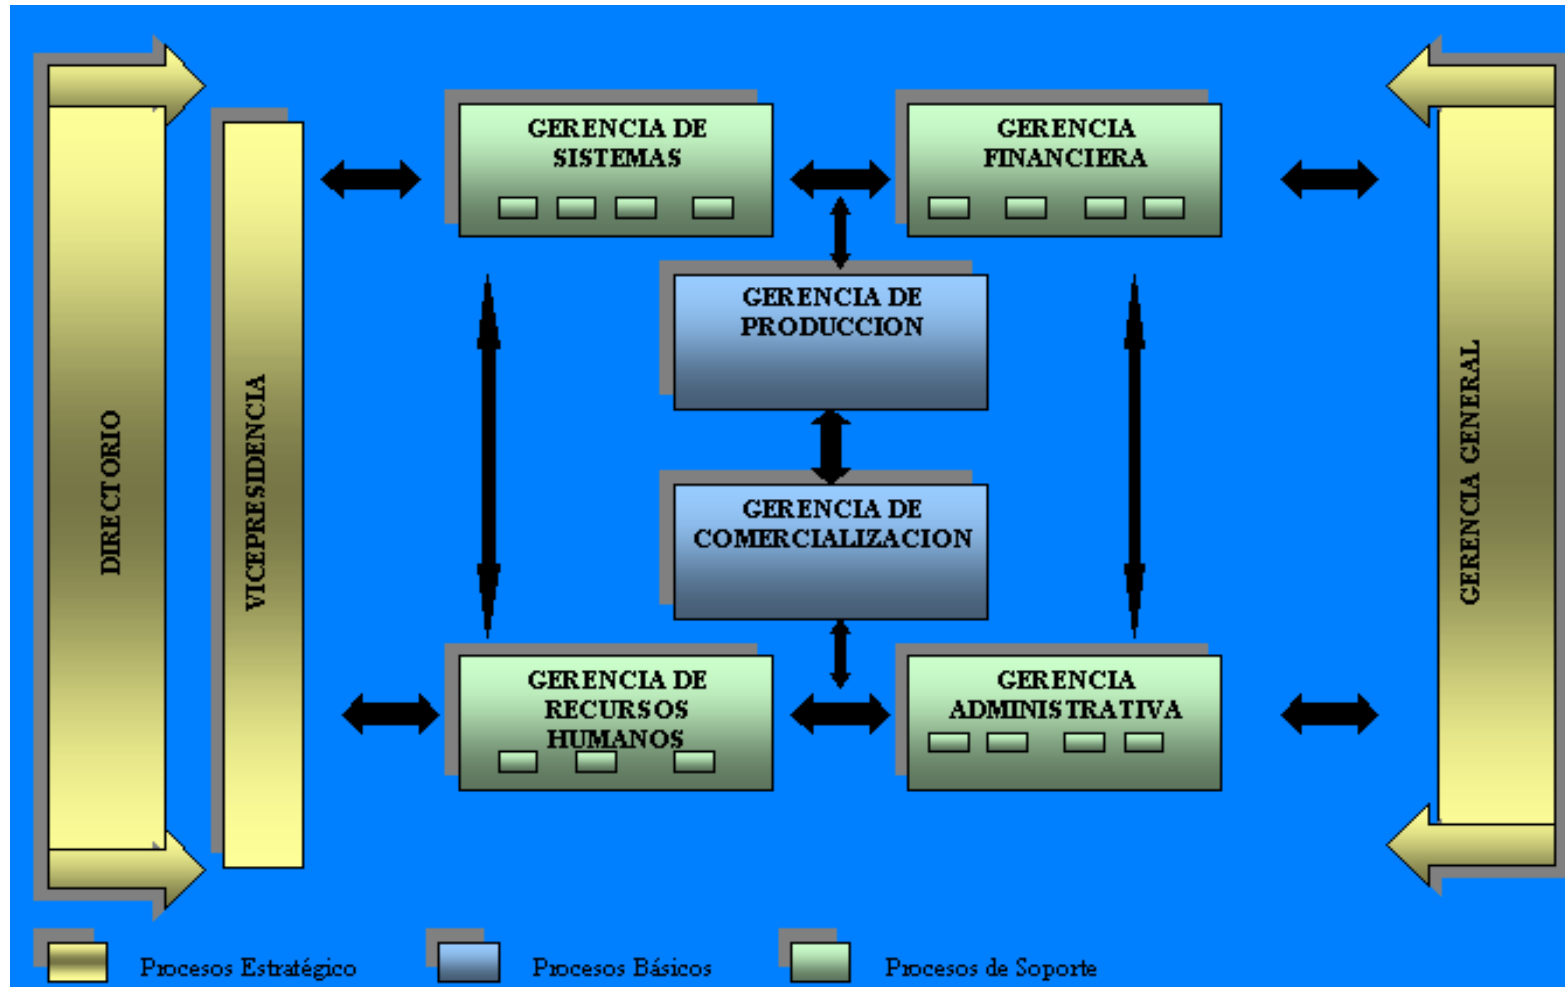 GERENCIA DE
SISTEMAS
GERENCIA
FINANCIERA
GERENCIA DE
PRODUCCION
DIRECTORIO
VICEPRESIDENCIA
GERENCIA GENERAL
GERENCIA DE
COMERCIALIZACION
GERENCIA DE
RECURSOS
HUMANOS
GERENCIA
ADMINISTRATIVA
Procesos Estratégico
Procesos Básicos
Procesos de Soporte